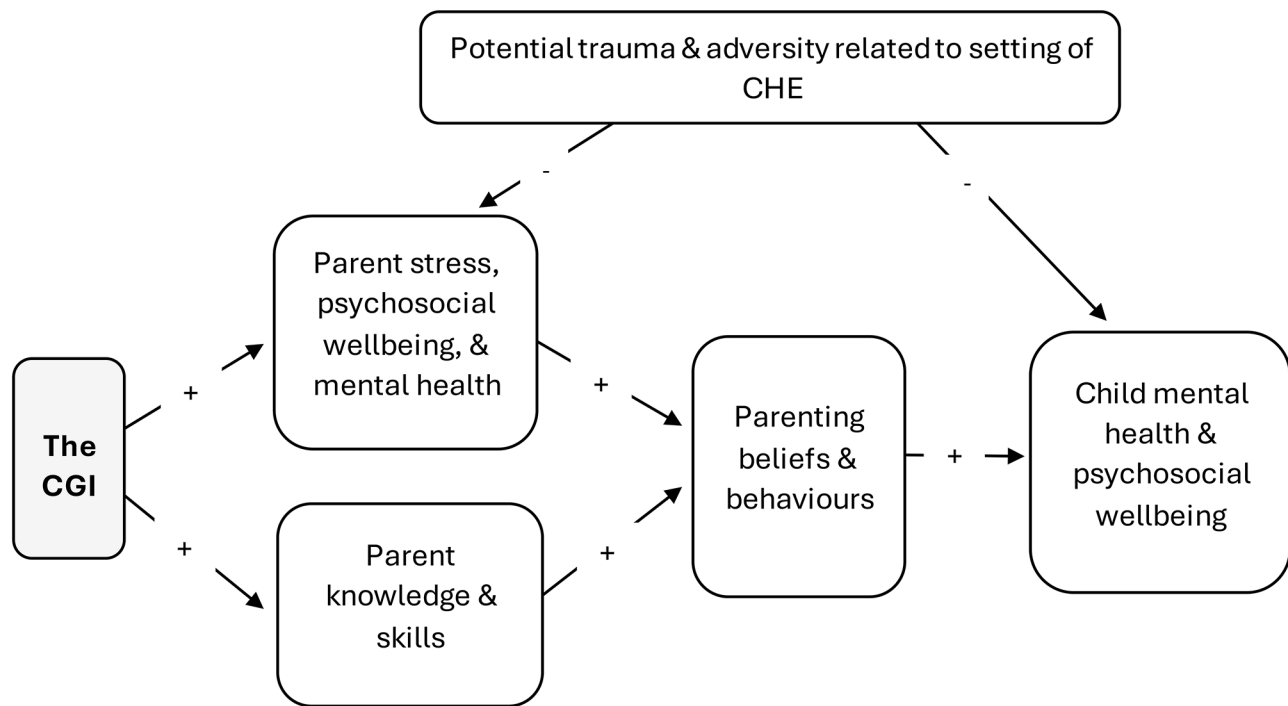 Potential trauma & adversity related to setting of
CHE
-
-
Parent stress,
psychosocial
wellbeing, &
mental health
+
+
The
CGI
Parenting
beliefs &
behaviours
+
Child mental
health &
psychosocial
wellbeing
+
+
Parent
knowledge &
skills